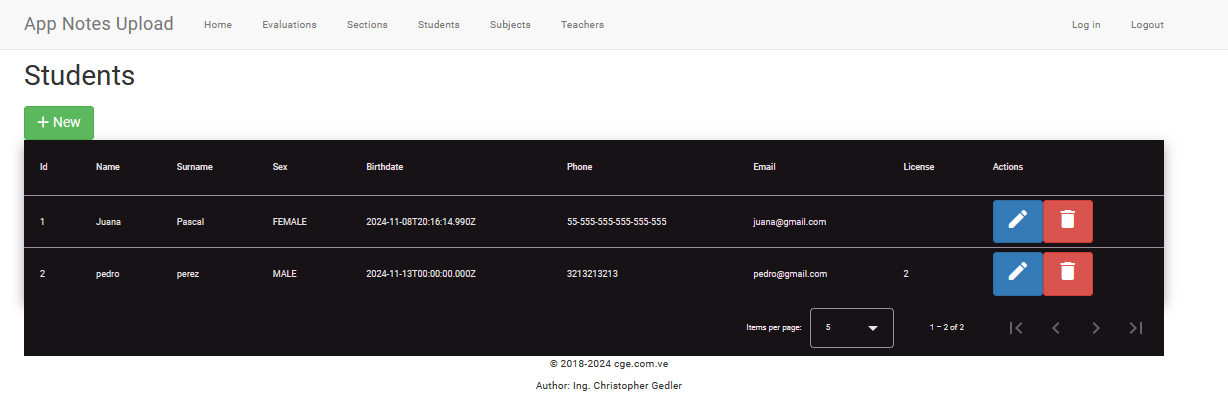 App Notes Upload Home Evaluations Sections Students Subjects Teachers Log in Logout
Students
+ New
Id Name Surname Sex Birthdate Phone Email License Actions
1 Juana Pascal FEMALE 2024-11-08T20:16:14.990Z 55-555-555-555-555-555 juana@gmail.com
2 pedro perez MALE 2024-11-13T00:00:00.000Z 3213213213 pedro@gmail.com 2
Items per page: 5 1 – 2 of 2
© 2018-2024 cge.com.ve
Author: Ing. Christopher Gedler